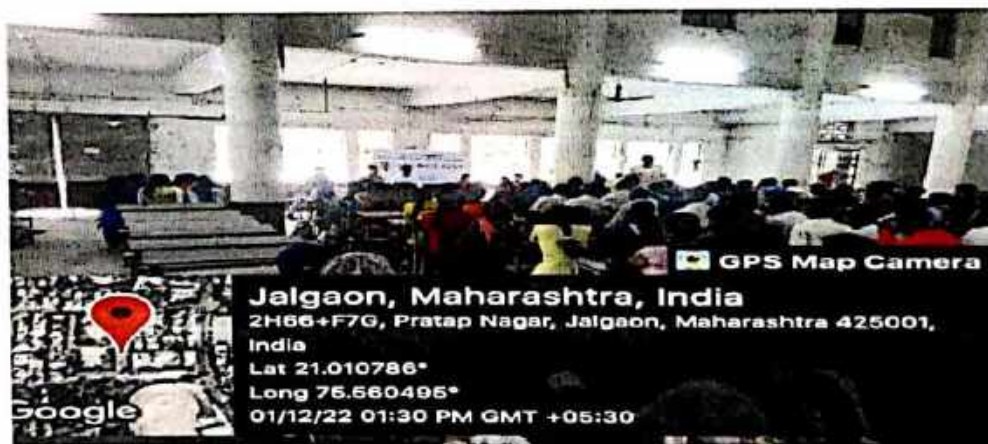 GPS Map Camera
Jalgaon, Maharashtra, India
2H66+F7G, Pratap Nagar, Jalgaon, Maharashtra 425001,
India
Lat 21.010786°
Long 75.560495°
01/12/22 01:30 PM GMT +05:30
Google